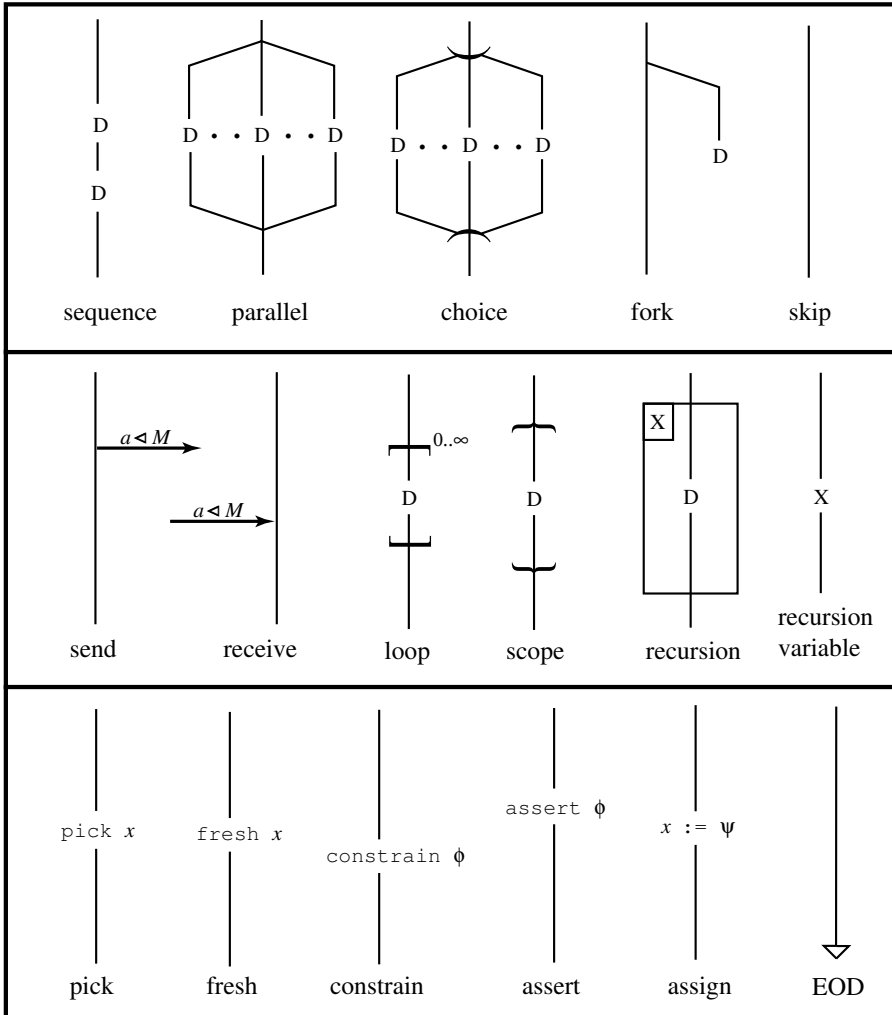 D D D D
D · · D · · D
D
D
sequence parallel choice fork skip
a ⊲ M
0..∞
X
D D D X
a ⊲ M
send receive loop scope recursion recursion variable
assert ϕ
pick x fresh x x := ψ
constrain ϕ
pick fresh constrain assert assign EOD